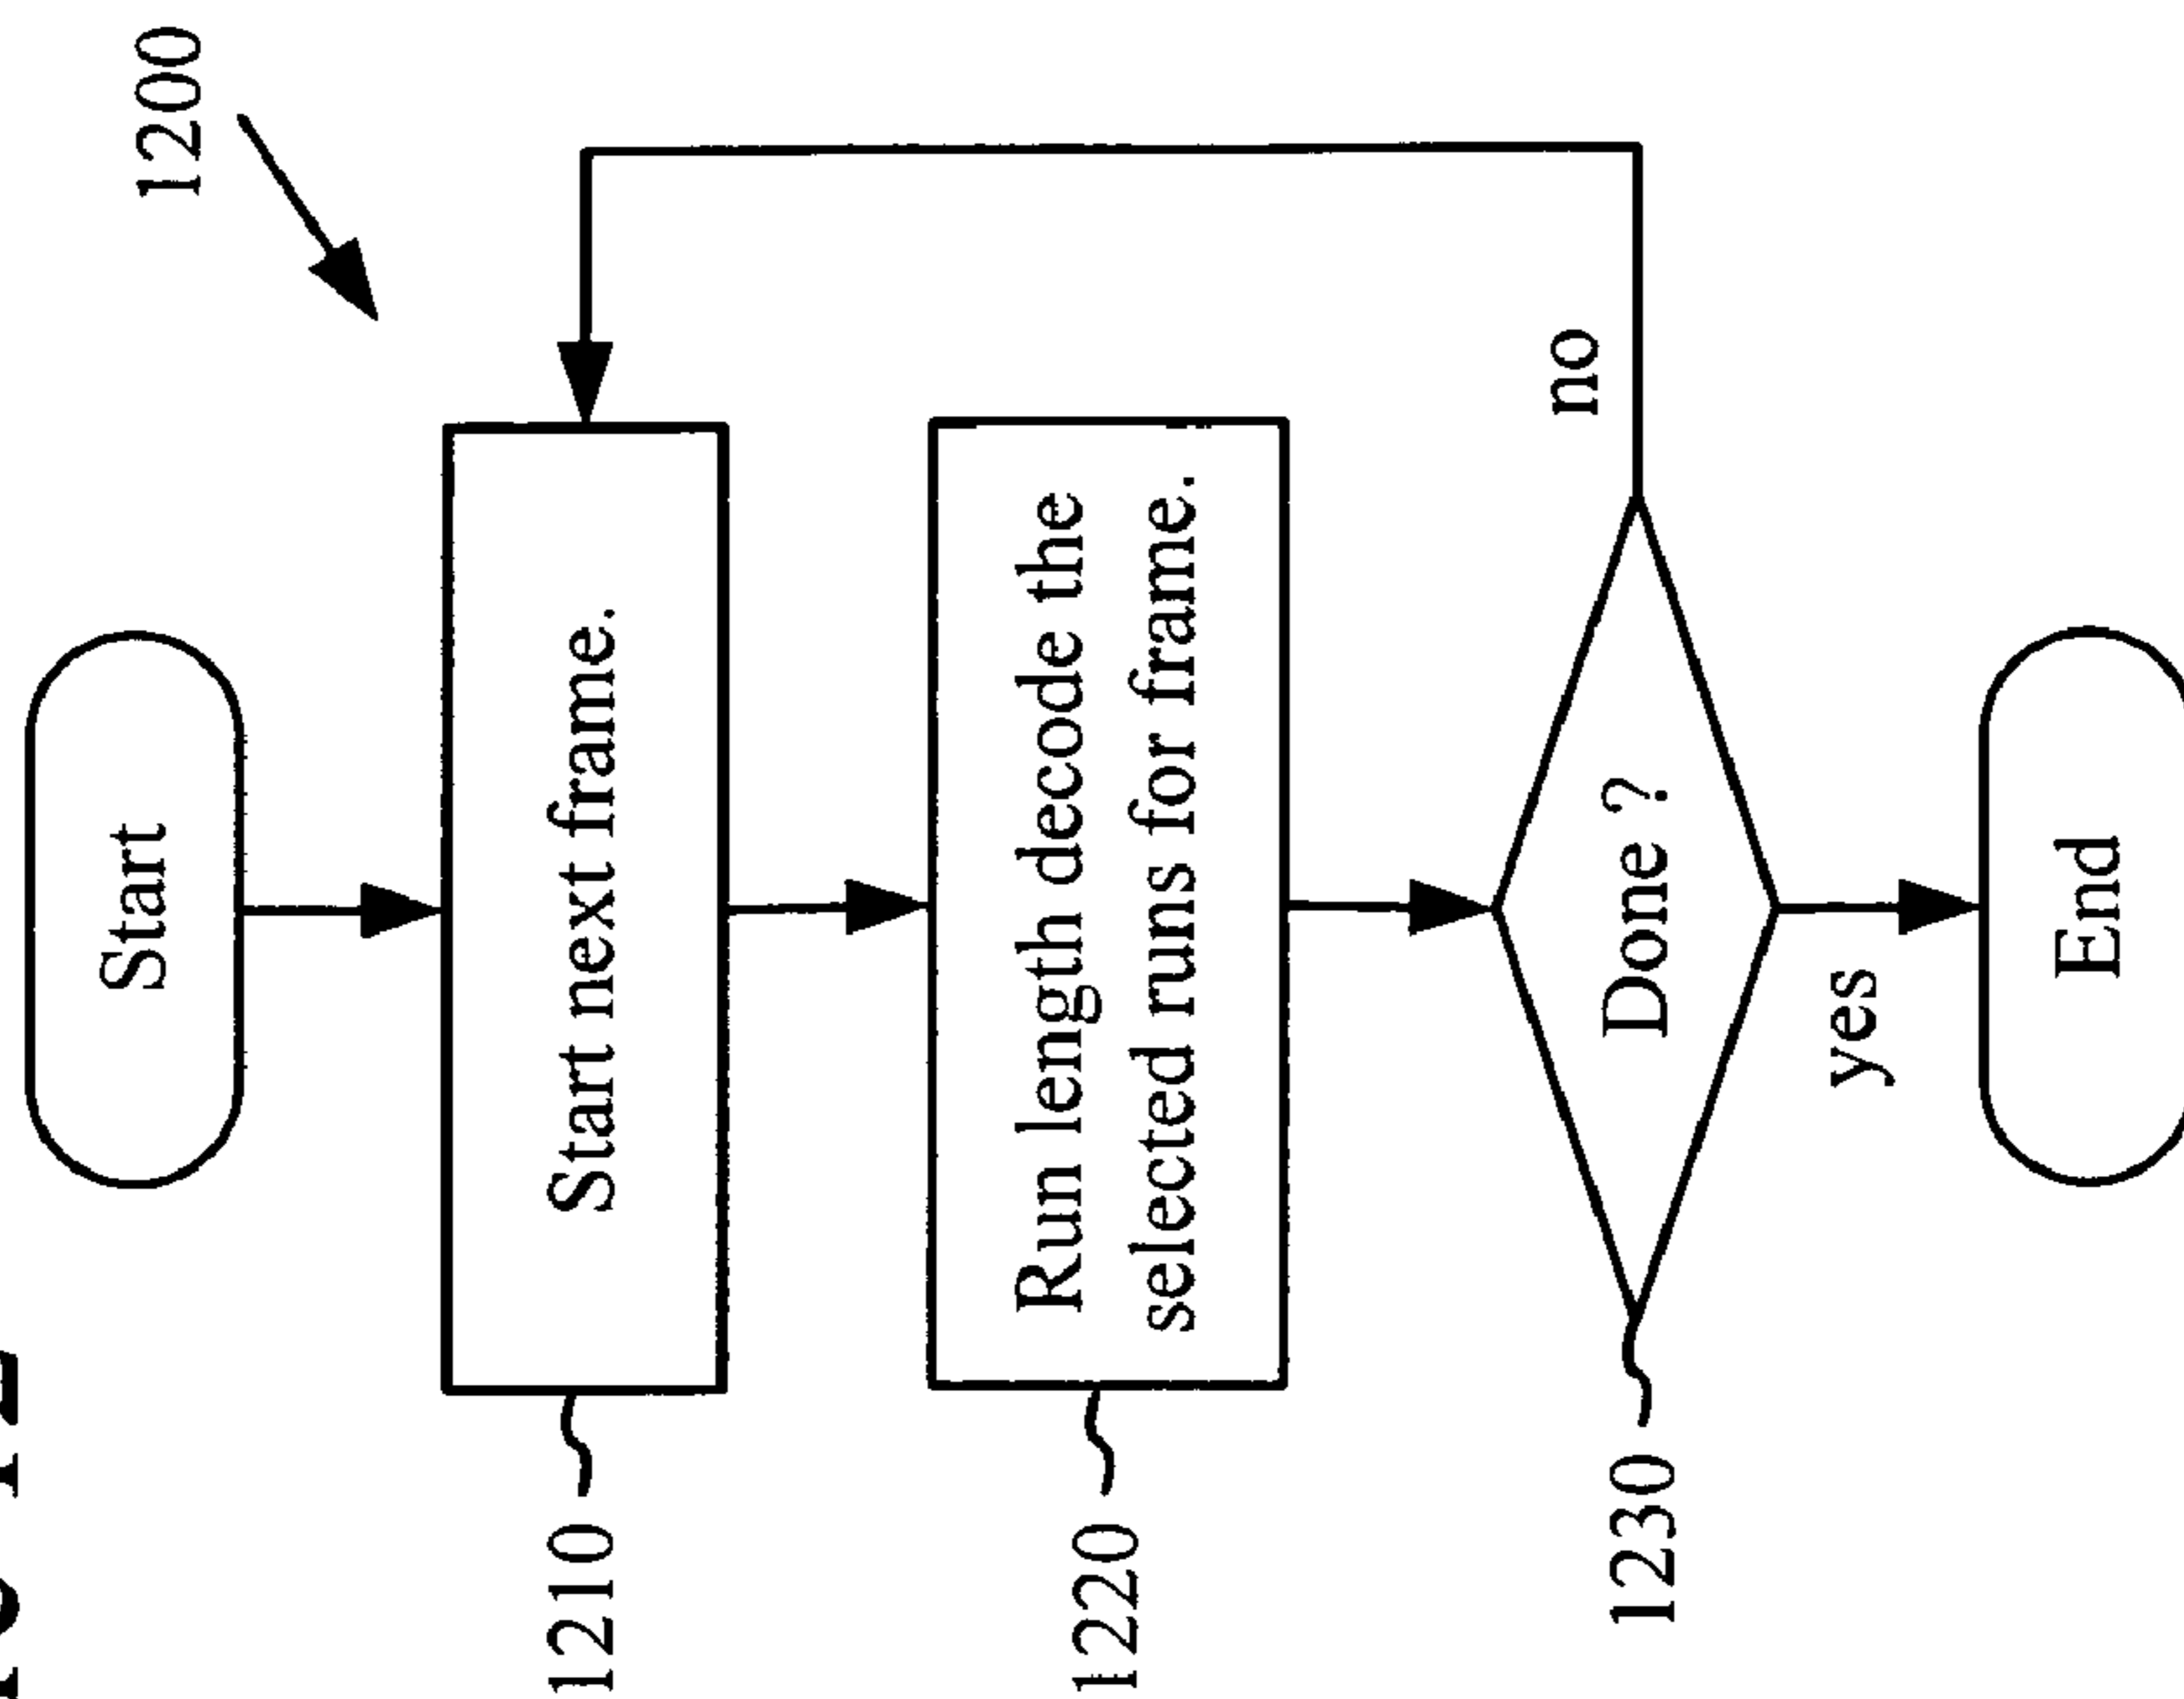 1200
Start
1210
Start next frame.
1220
Run length decode the
selected runs for frame.
1230
Done ?
no
yes
End